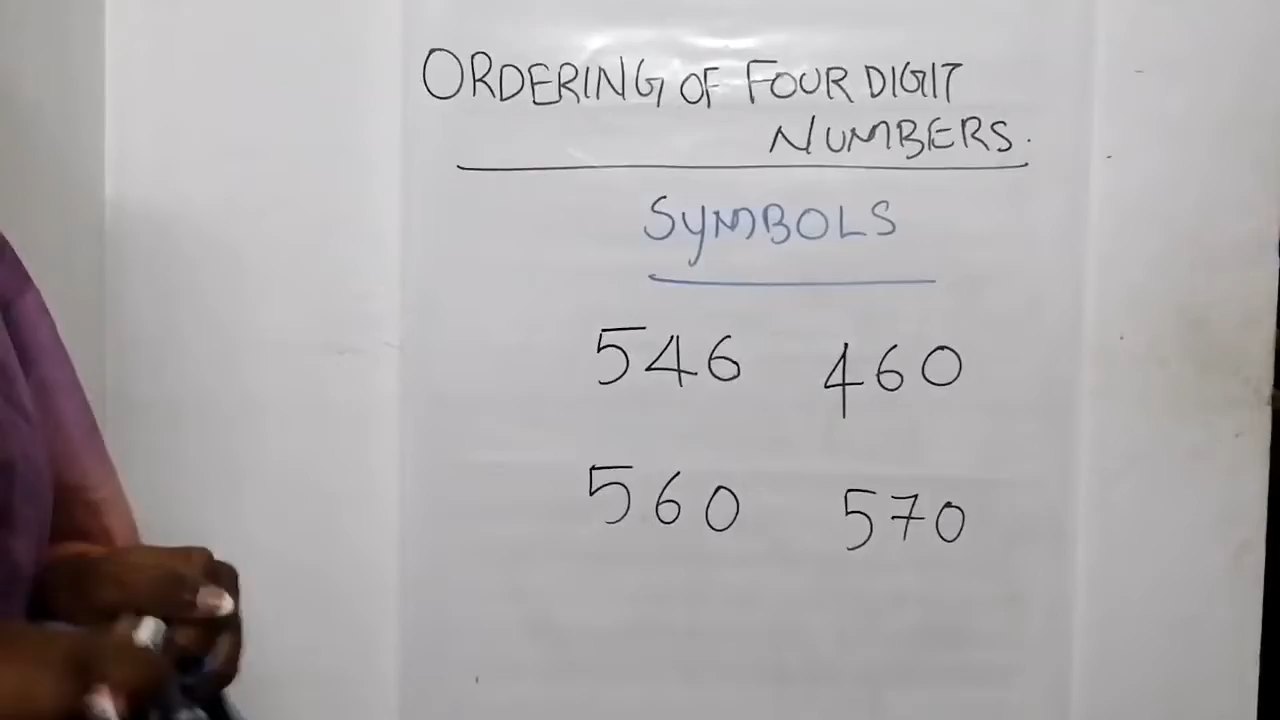 ORDERING OF FOUR DIGIT
NUMBERS.
SYMBOLS
546 460
560 570